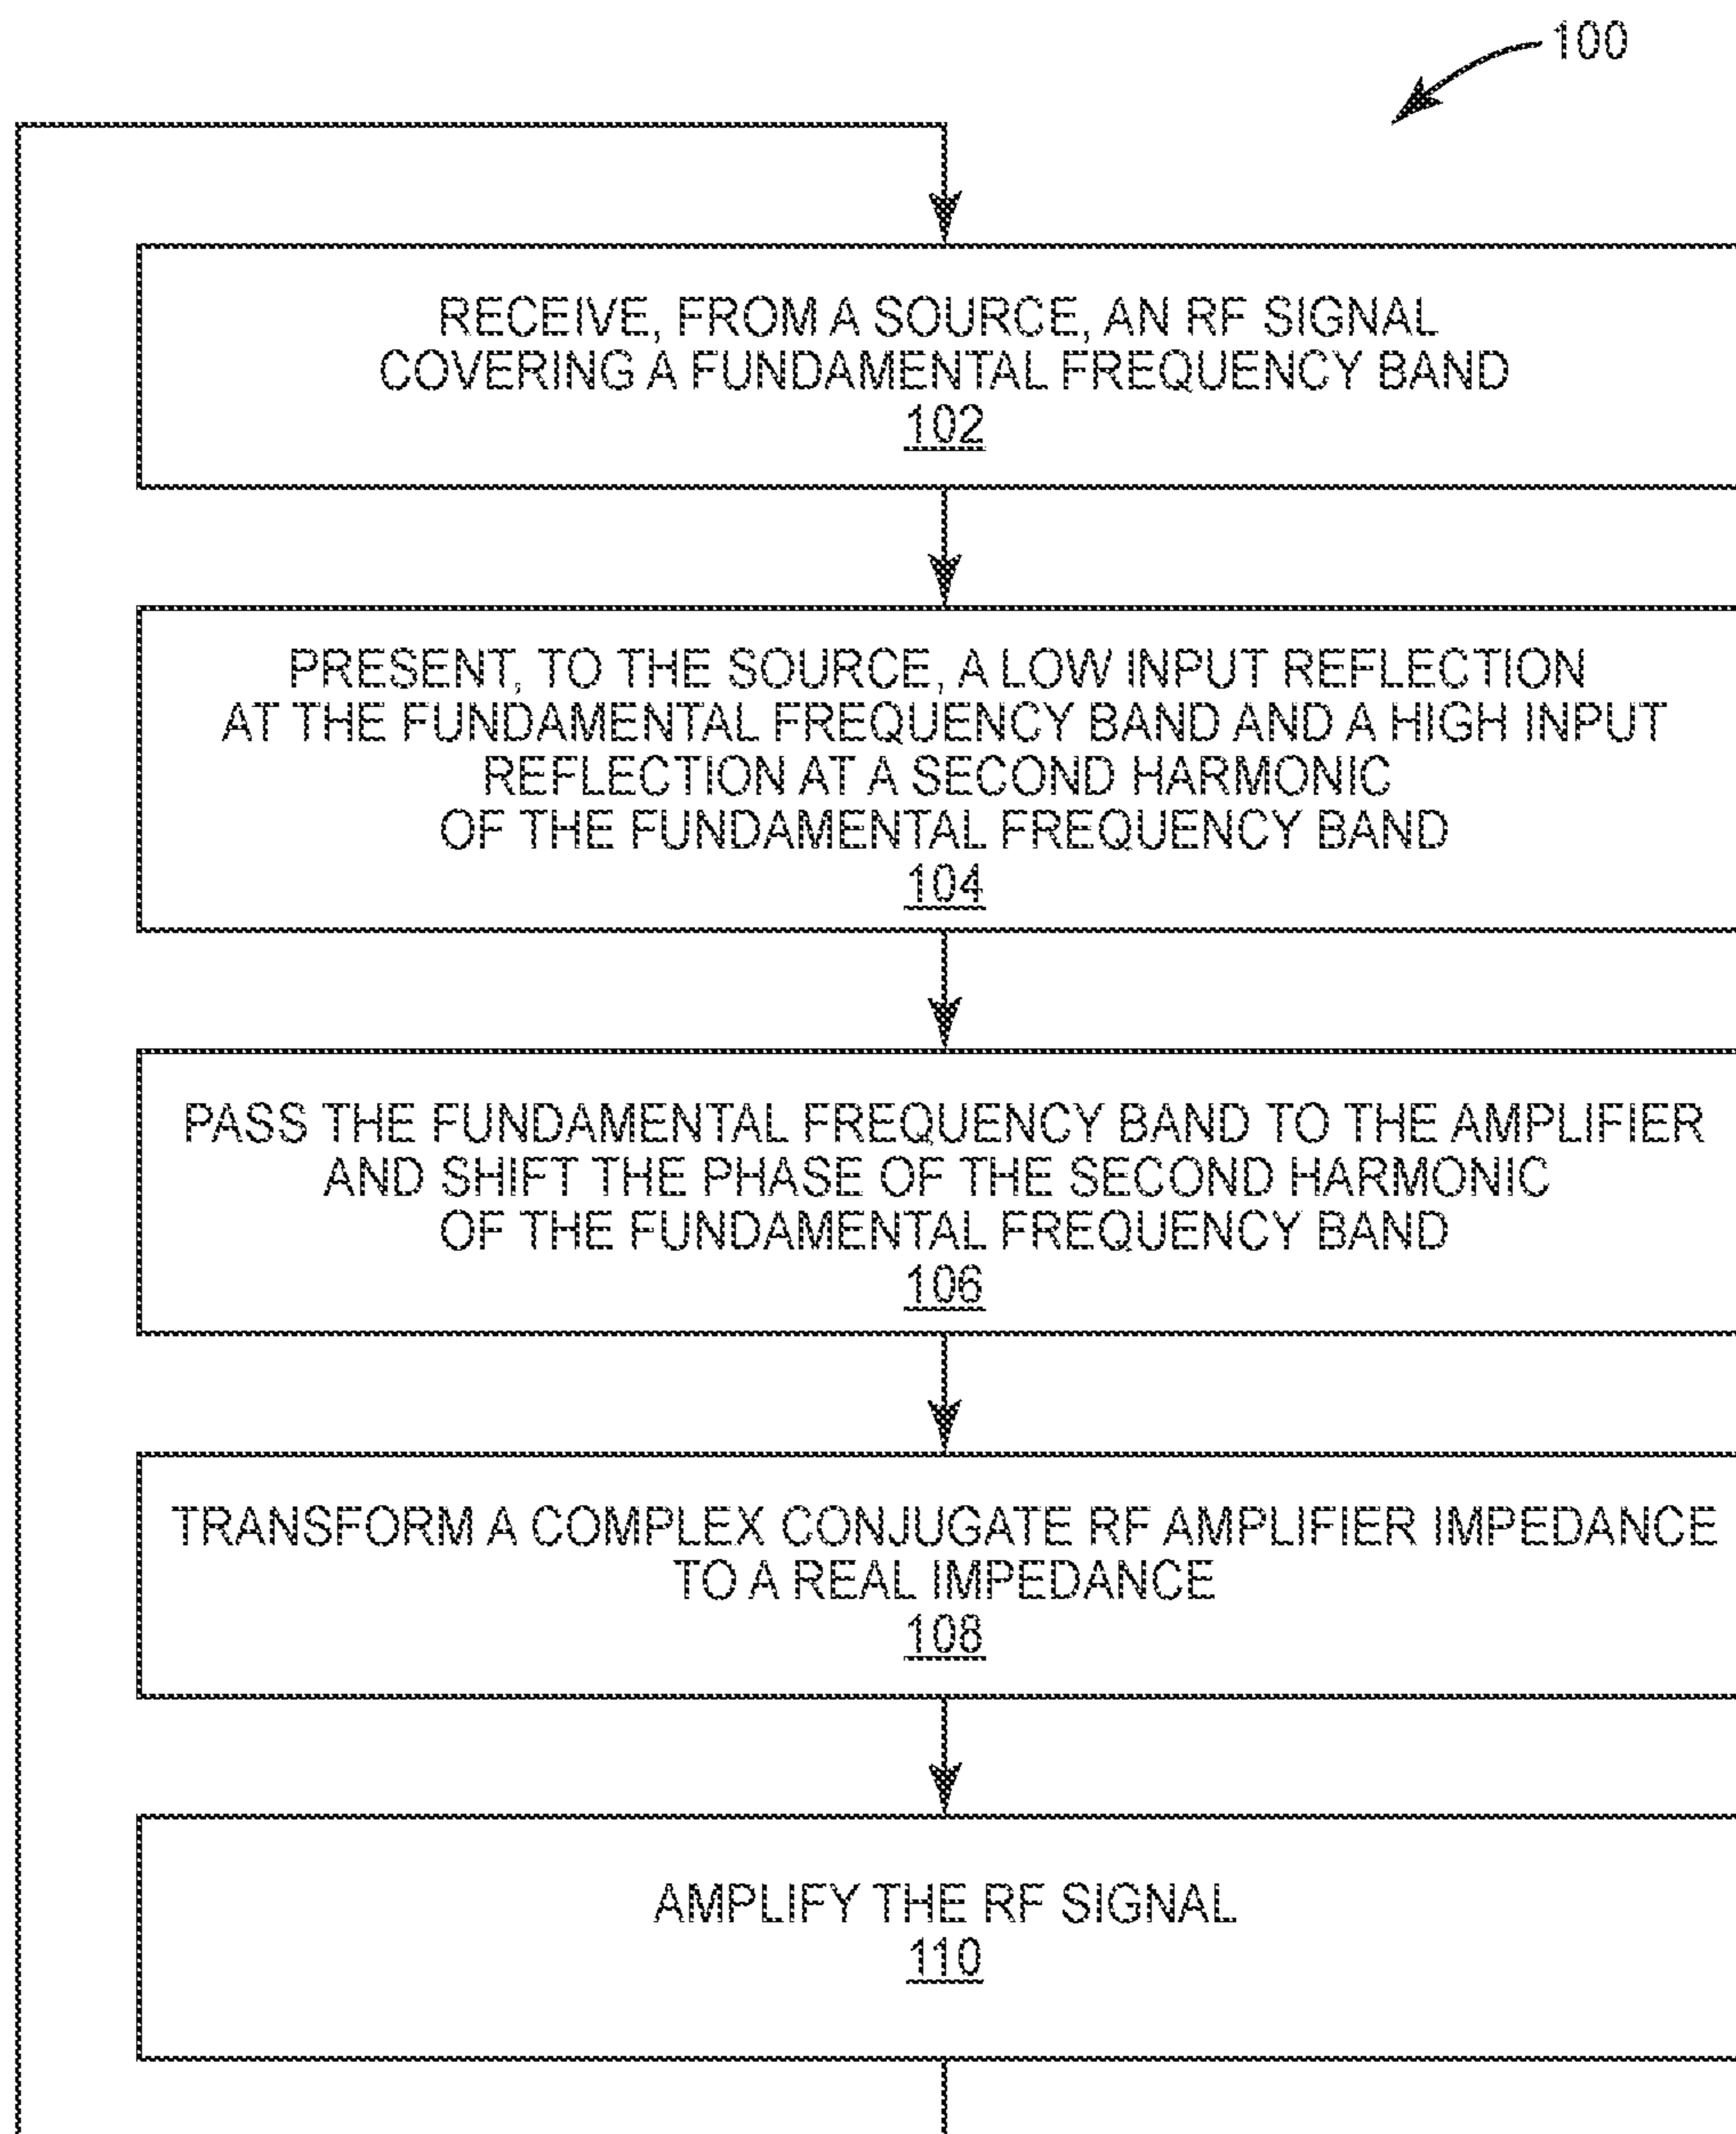 100
RECEIVE, FROM A SOURCE, AN RF SIGNAL
COVERING A FUNDAMENTAL FREQUENCY BAND
102
PRESENT, TO THE SOURCE, A LOW INPUT REFLECTION
AT THE FUNDAMENTAL FREQUENCY BAND AND A HIGH INPUT
REFLECTION AT A SECOND HARMONIC
OF THE FUNDAMENTAL FREQUENCY BAND
104
PASS THE FUNDAMENTAL FREQUENCY BAND TO THE AMPLIFIER
AND SHIFT THE PHASE OF THE SECOND HARMONIC
OF THE FUNDAMENTAL FREQUENCY BAND
106
TRANSFORM A COMPLEX CONJUGATE RF AMPLIFIER IMPEDANCE
TO A REAL IMPEDANCE
108
AMPLIFY THE RF SIGNAL
110